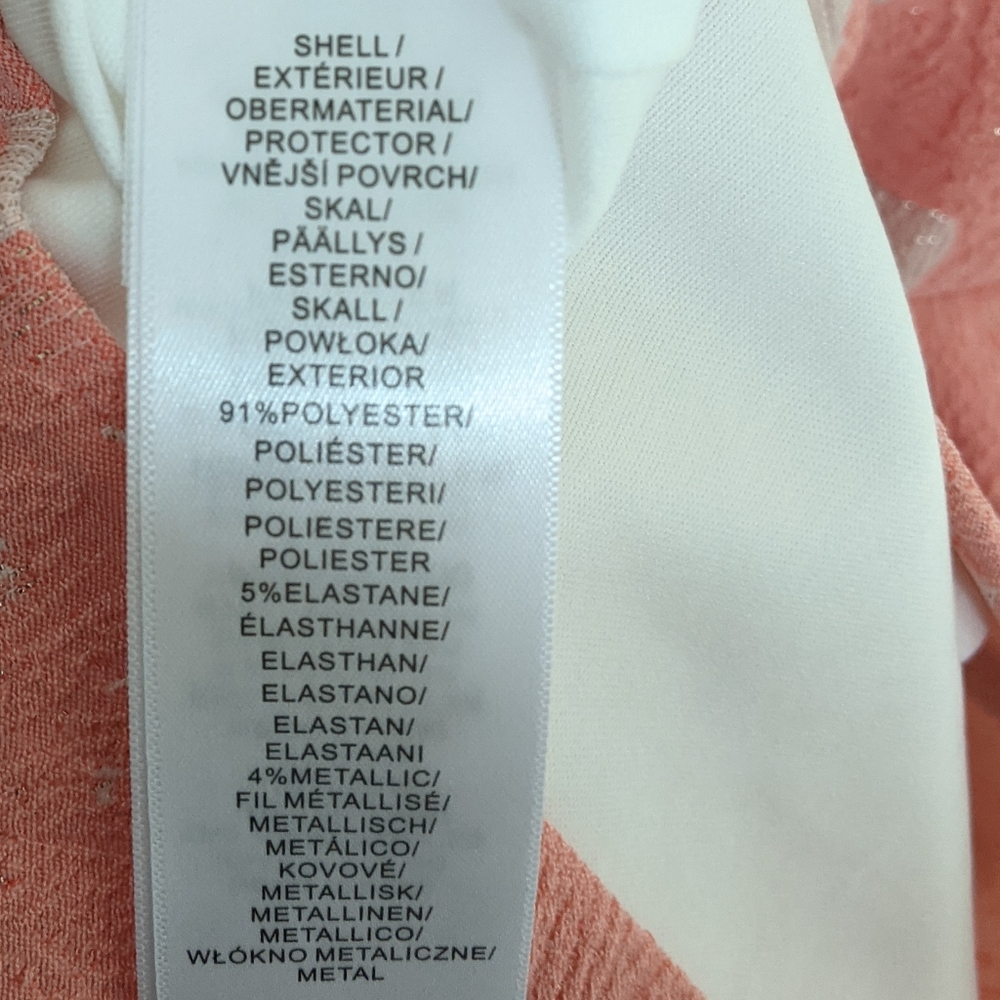 SHELL /
EXTÉRIEUR /
OBERMATERIAL/
PROTECTOR /
VNĚJŠÍ POVRCH/
SKAL/
PÄÄLLYS /
ESTERNO/
SKALL /
POWŁOKA/
EXTERIOR
91%POLYESTER/
POLIÉSTER/
POLYESTERI/
POLIESTERE/
POLIESTER
5%ELASTANE/
ÉLASTHANNE/
ELASTHAN/
ELASTANO/
ELASTAN/
ELASTAANI
4%METALLIC/
FIL MÉTALLISÉ/
METALLISCH/
METÁLICO/
KOVOVÉ/
METALLISK/
METALLINEN/
METALLICO/
WŁÓKNO METALICZNE/
METAL